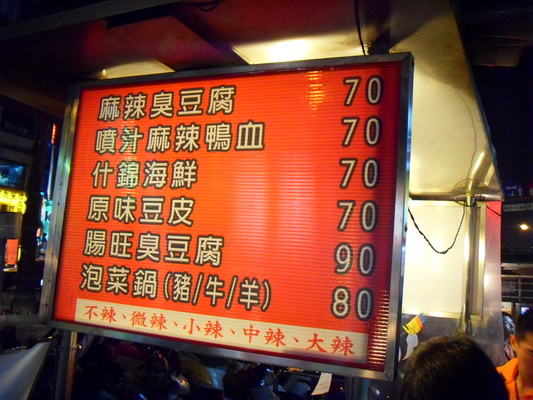 麻辣臭豆腐 70
噴汁麻辣鴨血 70
什錦海鮮 70
原味豆皮 70
腸旺臭豆腐 90
泡菜鍋(豬/牛/羊) 80
不辣、微辣、小辣、中辣、大辣